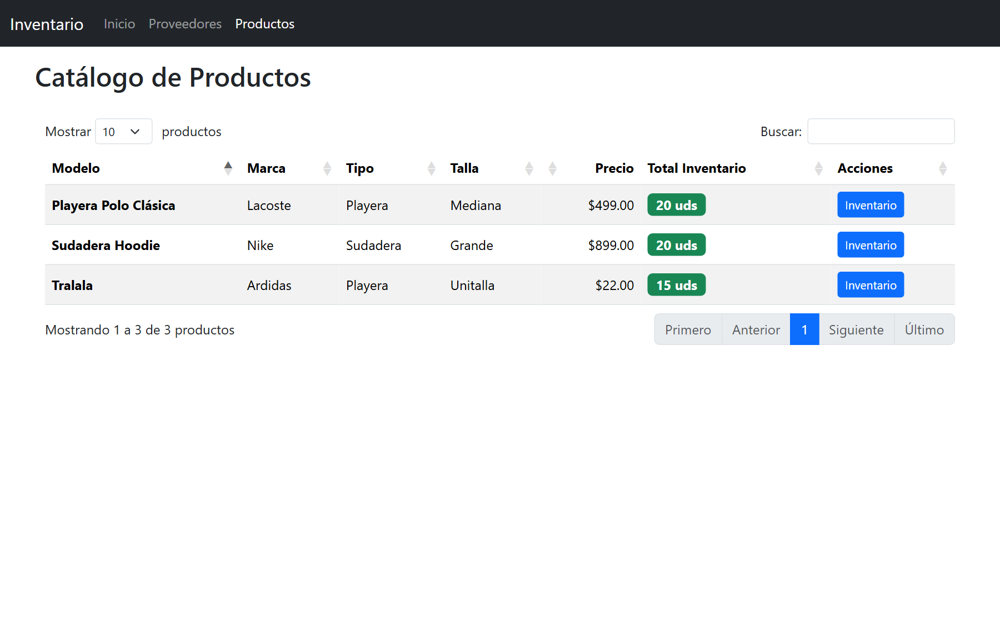 Inventario Inicio Proveedores Productos
Catálogo de Productos
Mostrar 10 productos Buscar:
Modelo Marca Tipo Talla Precio Total Inventario Acciones
Playera Polo Clásica Lacoste Playera Mediana $499.00 20 uds Inventario
Sudadera Hoodie Nike Sudadera Grande $899.00 20 uds Inventario
Tralala Ardidas Playera Unitalla $22.00 15 uds Inventario
Mostrando 1 a 3 de 3 productos Primero Anterior 1 Siguiente Último